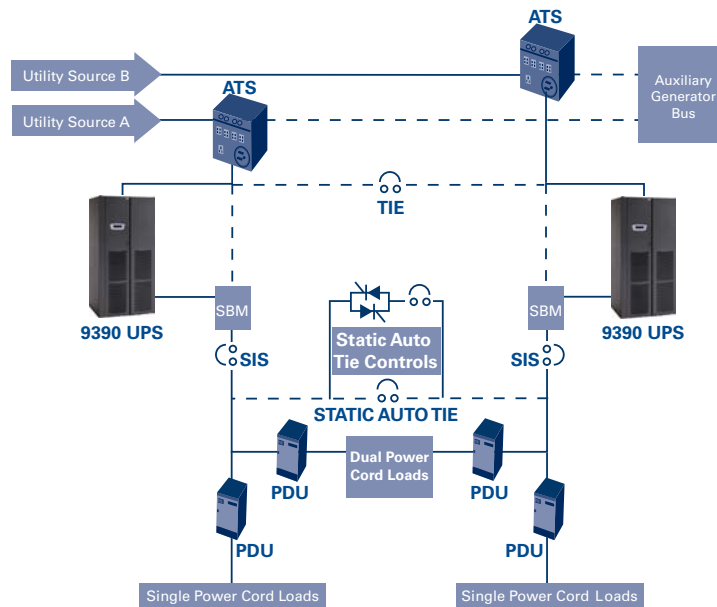 ATS
Utility Source B
ATS
Auxiliary
Generator
Bus
Utility Source A
TIE
SBM
SBM
9390 UPS
9390 UPS
Static Auto
Tie Controls
SIS
SIS
STATIC AUTO TIE
Dual Power
Cord Loads
PDU
PDU
PDU
PDU
Single Power Cord Loads
Single Power Cord Loads